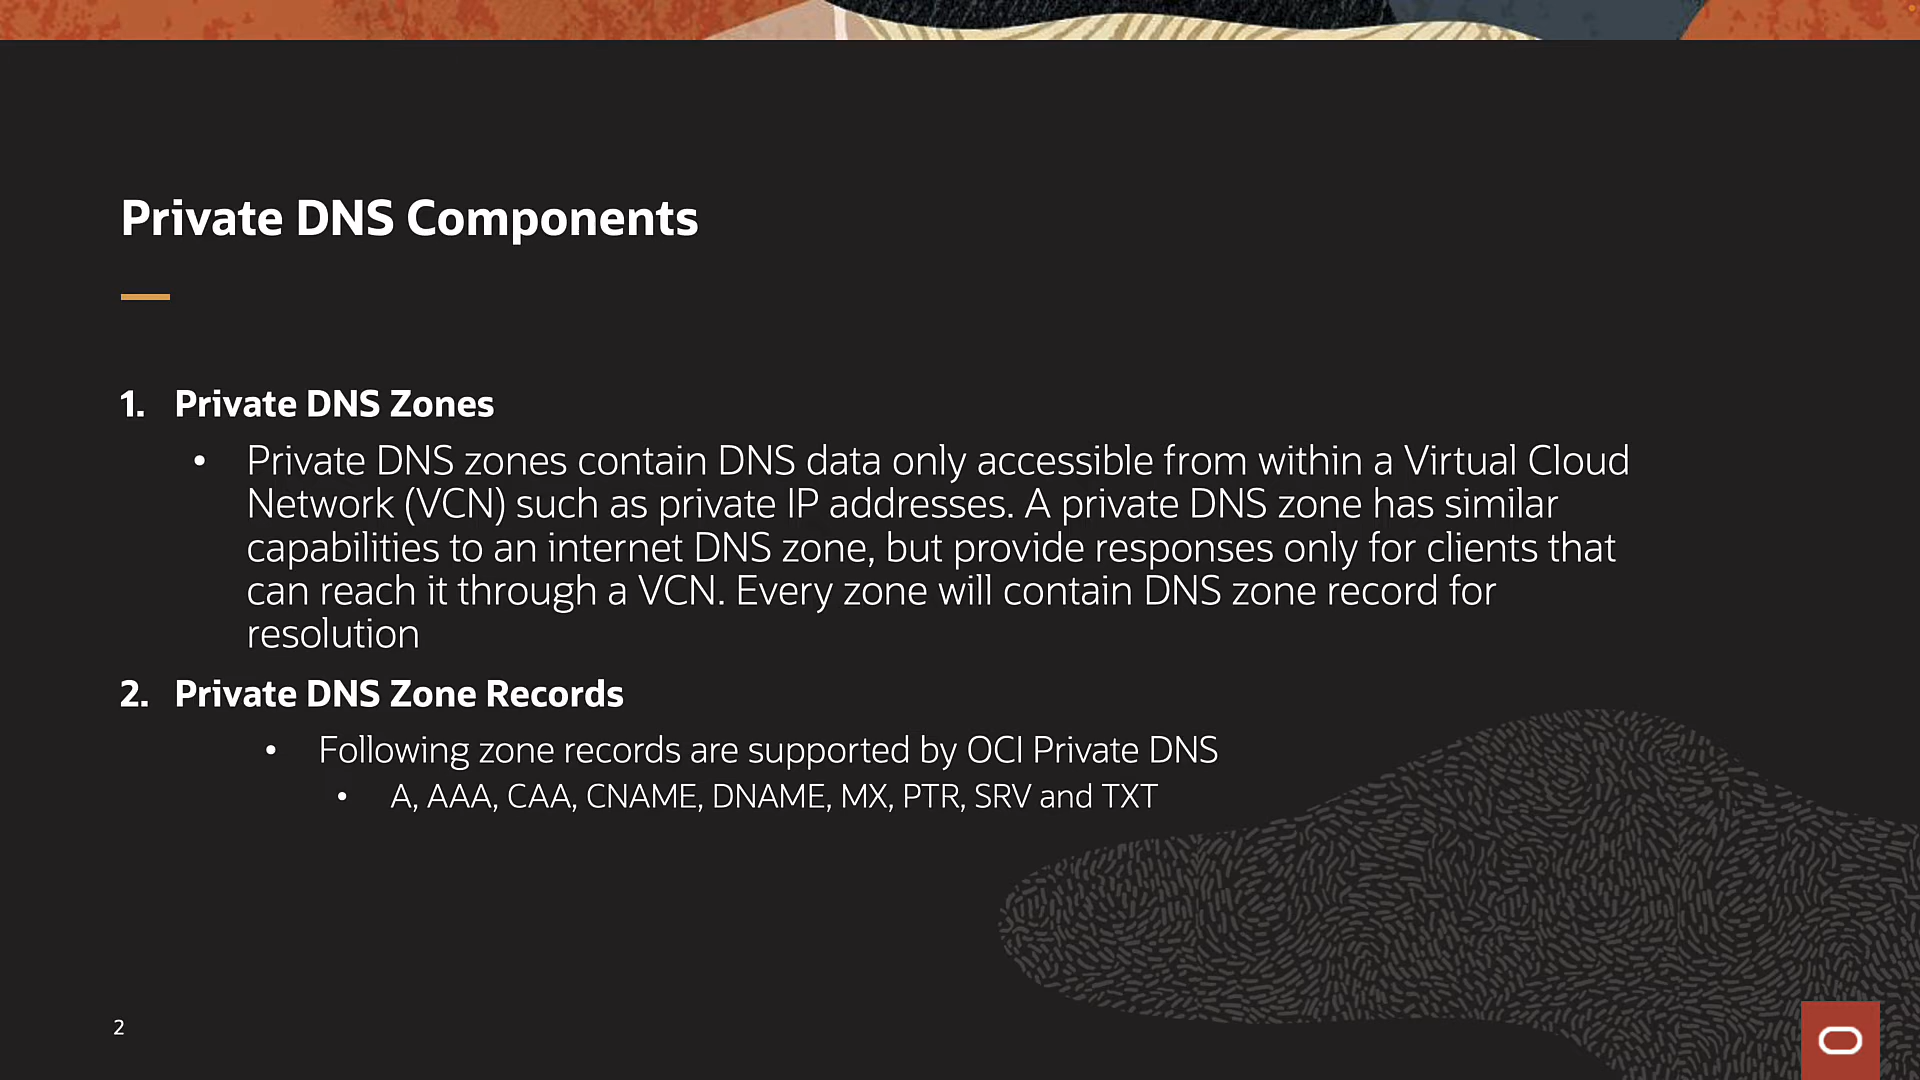 Private DNS Components
1. Private DNS Zones
• Private DNS zones contain DNS data only accessible from within a Virtual Cloud
Network (VCN) such as private IP addresses. A private DNS zone has similar
capabilities to an internet DNS zone, but provide responses only for clients that
can reach it through a VCN. Every zone will contain DNS zone record for
resolution
2. Private DNS Zone Records
• Following zone records are supported by OCI Private DNS
• A, AAA, CAA, CNAME, DNAME, MX, PTR, SRV and TXT
2